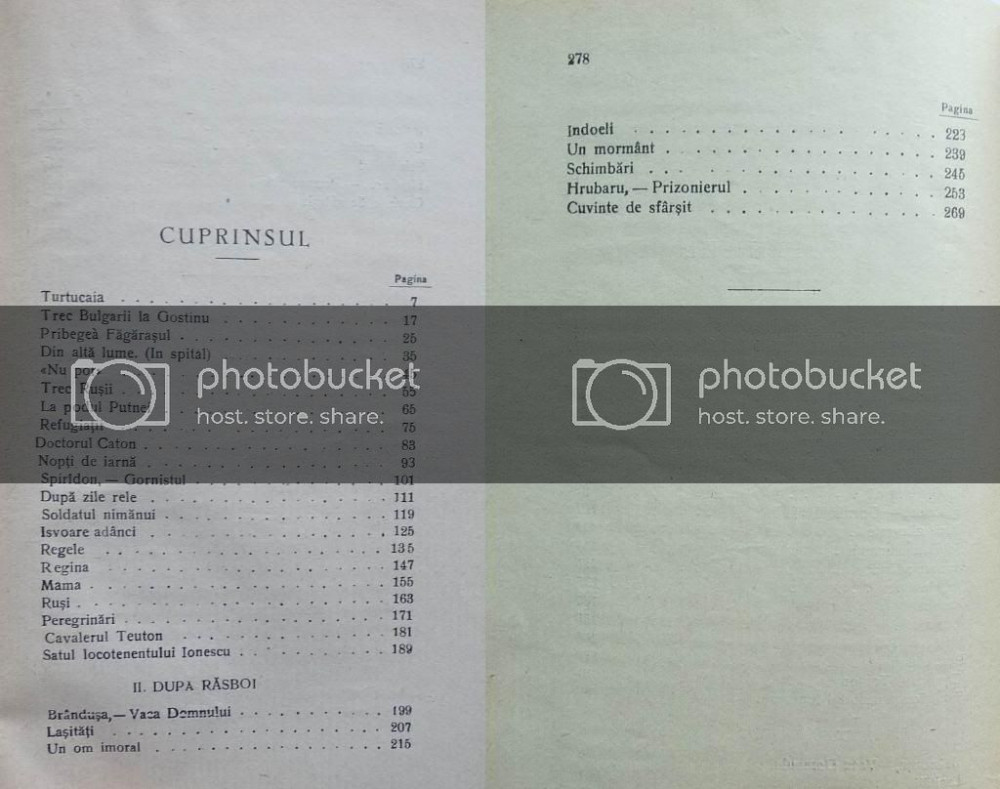 CUPRINSUL
Pagina
Turtucaia . . . . . . . . . . . . . . . 7
Trec Bulgarii la Gostinu . . . . . . . . . 17
Pribegeà Făgărașul . . . . . . . . . . . 25
Din altă lume. (In spital) . . . . . . . . . 35
«Nu
Trec Rușii . . . . . . . . . . . . . . 55
La podul Putnei . . . . . . . . . . . . 65
Refugiații . . . . . . . . . . . . . . 75
Doctorul Caton . . . . . . . . . . . . . 83
Nopți de iarnă . . . . . . . . . . . . . 93
Spiridon, — Gornistul . . . . . . . . . . 101
După zile rele . . . . . . . . . . . . . 111
Soldatul nimănui . . . . . . . . . . . . 119
Isvoare adânci . . . . . . . . . . . . . 125
Regele . . . . . . . . . . . . . . . 135
Regina . . . . . . . . . . . . . . . 147
Mama . . . . . . . . . . . . . . . . 155
Ruși . . . . . . . . . . . . . . . . 163
Peregrinări . . . . . . . . . . . . . . 171
Cavalerul Teuton . . . . . . . . . . . . 181
Satul locotenentului Ionescu . . . . . . . . 189
II. DUPA RĂSBOI
Brândușa,— Vaca Domnului . . . . . . . . 199
Lașități . . . . . . . . . . . . . . . 207
Un om imoral . . . . . . . . . . . . . 215
photobucket
host. store. share.
278
Pagina
Indoeli . . . . . . . . . . . . . . . 223
Un mormânt . . . . . . . . . . . . . . 239
Schimbări . . . . . . . . . . . . . . 245
Hrubaru, — Prizonierul . . . . . . . . . . 253
Cuvinte de sfârșit . . . . . . . . . . . 269
photobucket
host. store. share.